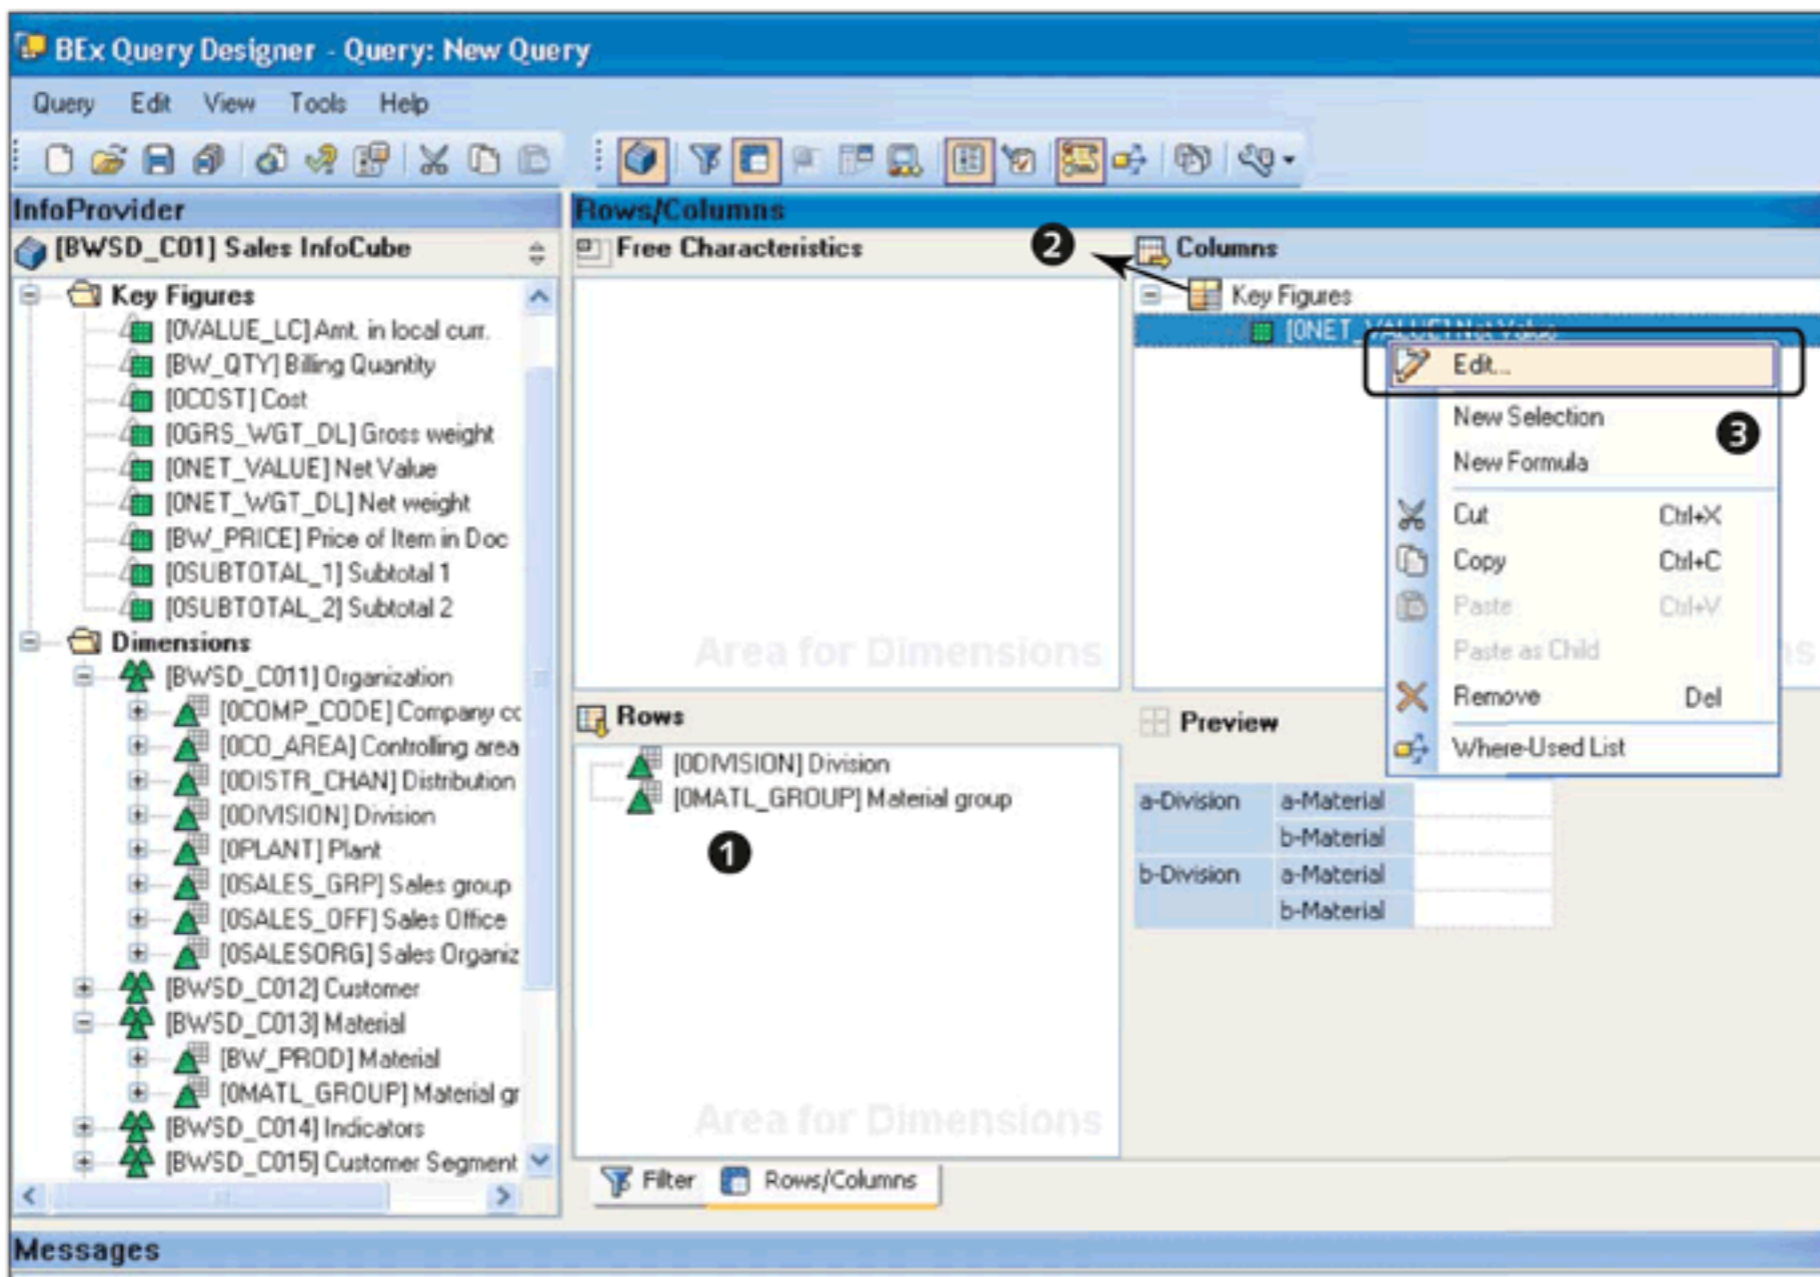 BEx Query Designer - Query: New Query
Query Edit View Tools Help
InfoProvider
[BWSD_C01] Sales InfoCube
Key Figures
[0VALUE_LC] Amt. in local curr.
[BW_QTY] Billing Quantity
[0COST] Cost
[0GRS_WGT_DL] Gross weight
[0NET_VALUE] Net Value
[0NET_WGT_DL] Net weight
[BW_PRICE] Price of Item in Doc
[0SUBTOTAL_1] Subtotal 1
[0SUBTOTAL_2] Subtotal 2
Dimensions
[BWSD_C011] Organization
[0COMP_CODE] Company cc
[0CO_AREA] Controlling area
[0DISTR_CHAN] Distribution
[0DIVISION] Division
[0PLANT] Plant
[0SALES_GRP] Sales group
[0SALES_OFF] Sales Office
[0SALESORG] Sales Organiz
[BWSD_C012] Customer
[BWSD_C013] Material
[BW_PROD] Material
[0MATL_GROUP] Material gr
[BWSD_C014] Indicators
[BWSD_C015] Customer Segment
Rows/Columns
Free Characteristics
2
Area for Dimensions
Columns
Key Figures
[0NET_VALUE] Net Value
Edit...
New Selection
3
New Formula
Cut Ctrl+X
Copy Ctrl+C
Paste Ctrl+V
Paste as Child
Remove Del
Where-Used List
ns
Rows
[0DIVISION] Division
[0MATL_GROUP] Material group
1
Area for Dimensions
Preview
a-Division a-Material
b-Material
b-Division a-Material
b-Material
Filter Rows/Columns
Messages